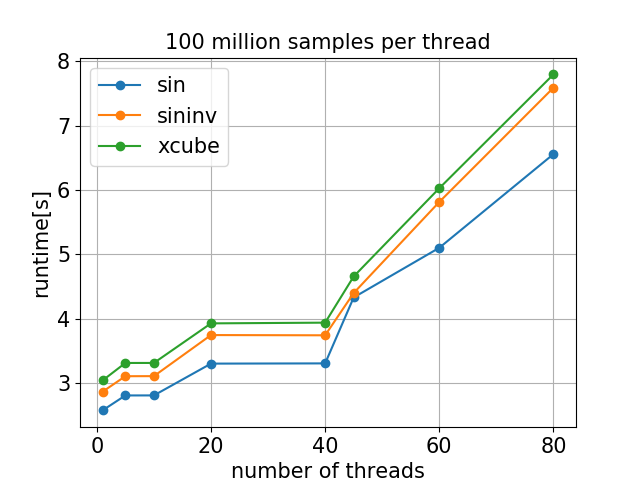 100 million samples per thread
sin
sininv
xcube
8
7
6
5
4
3
runtime[s]
0 20 40 60 80
number of threads